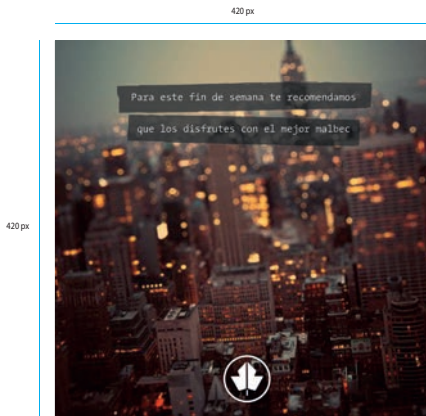 420 px
Para este fin de semana te recomendamos
que los disfrutes con el mejor malbec
420 px